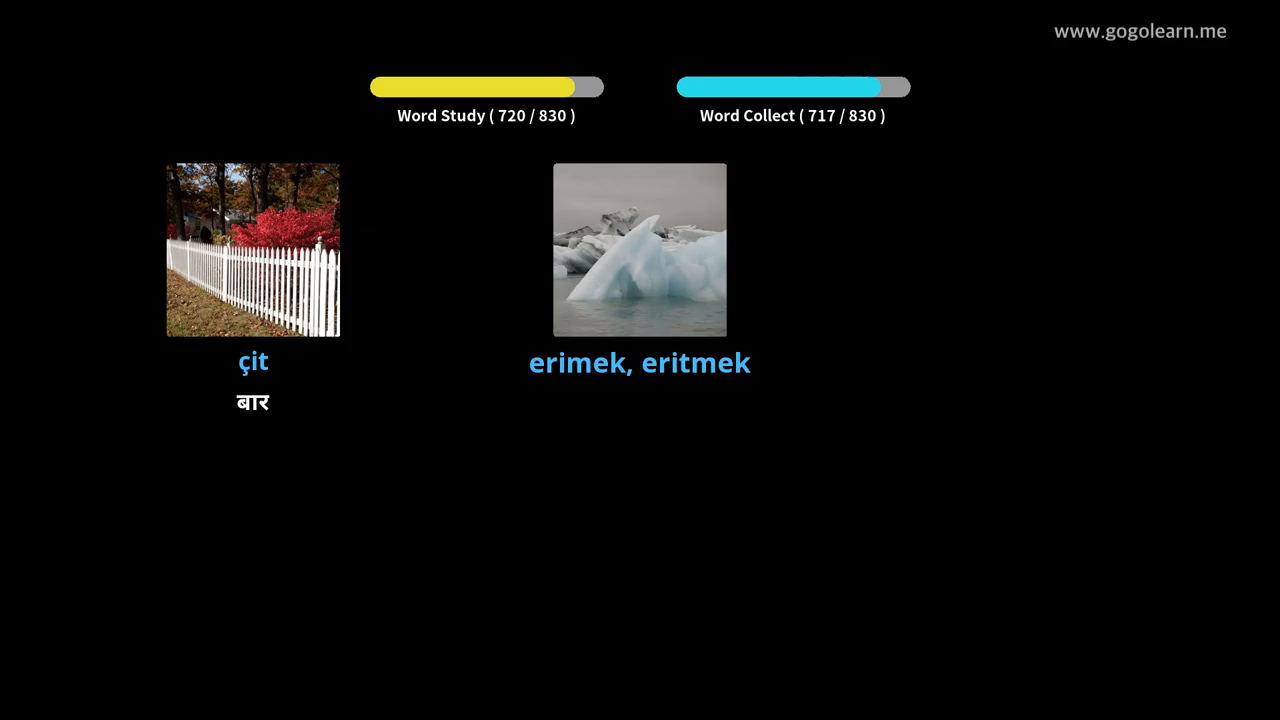 www.gogolearn.me
Word Study ( 720 / 830 )
Word Collect ( 717 / 830 )
çit
बार
erimek, eritmek